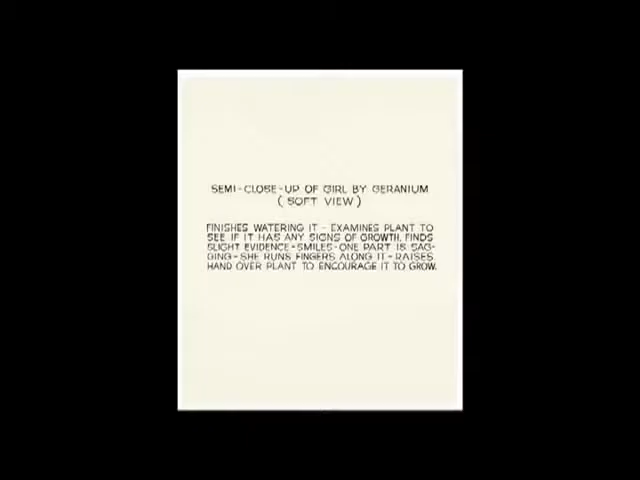 SEMI-CLOSE-UP OF GIRL BY GERANIUM
(SOFT VIEW)
FINISHES WATERING IT - EXAMINES PLANT TO
SEE IF IT HAS ANY SIGNS OF GROWTH, FINDS
SLIGHT EVIDENCE - SMILES - ONE PART IS SAG-
GING - SHE RUNS FINGERS ALONG IT - RAISES
HAND OVER PLANT TO ENCOURAGE IT TO GROW.